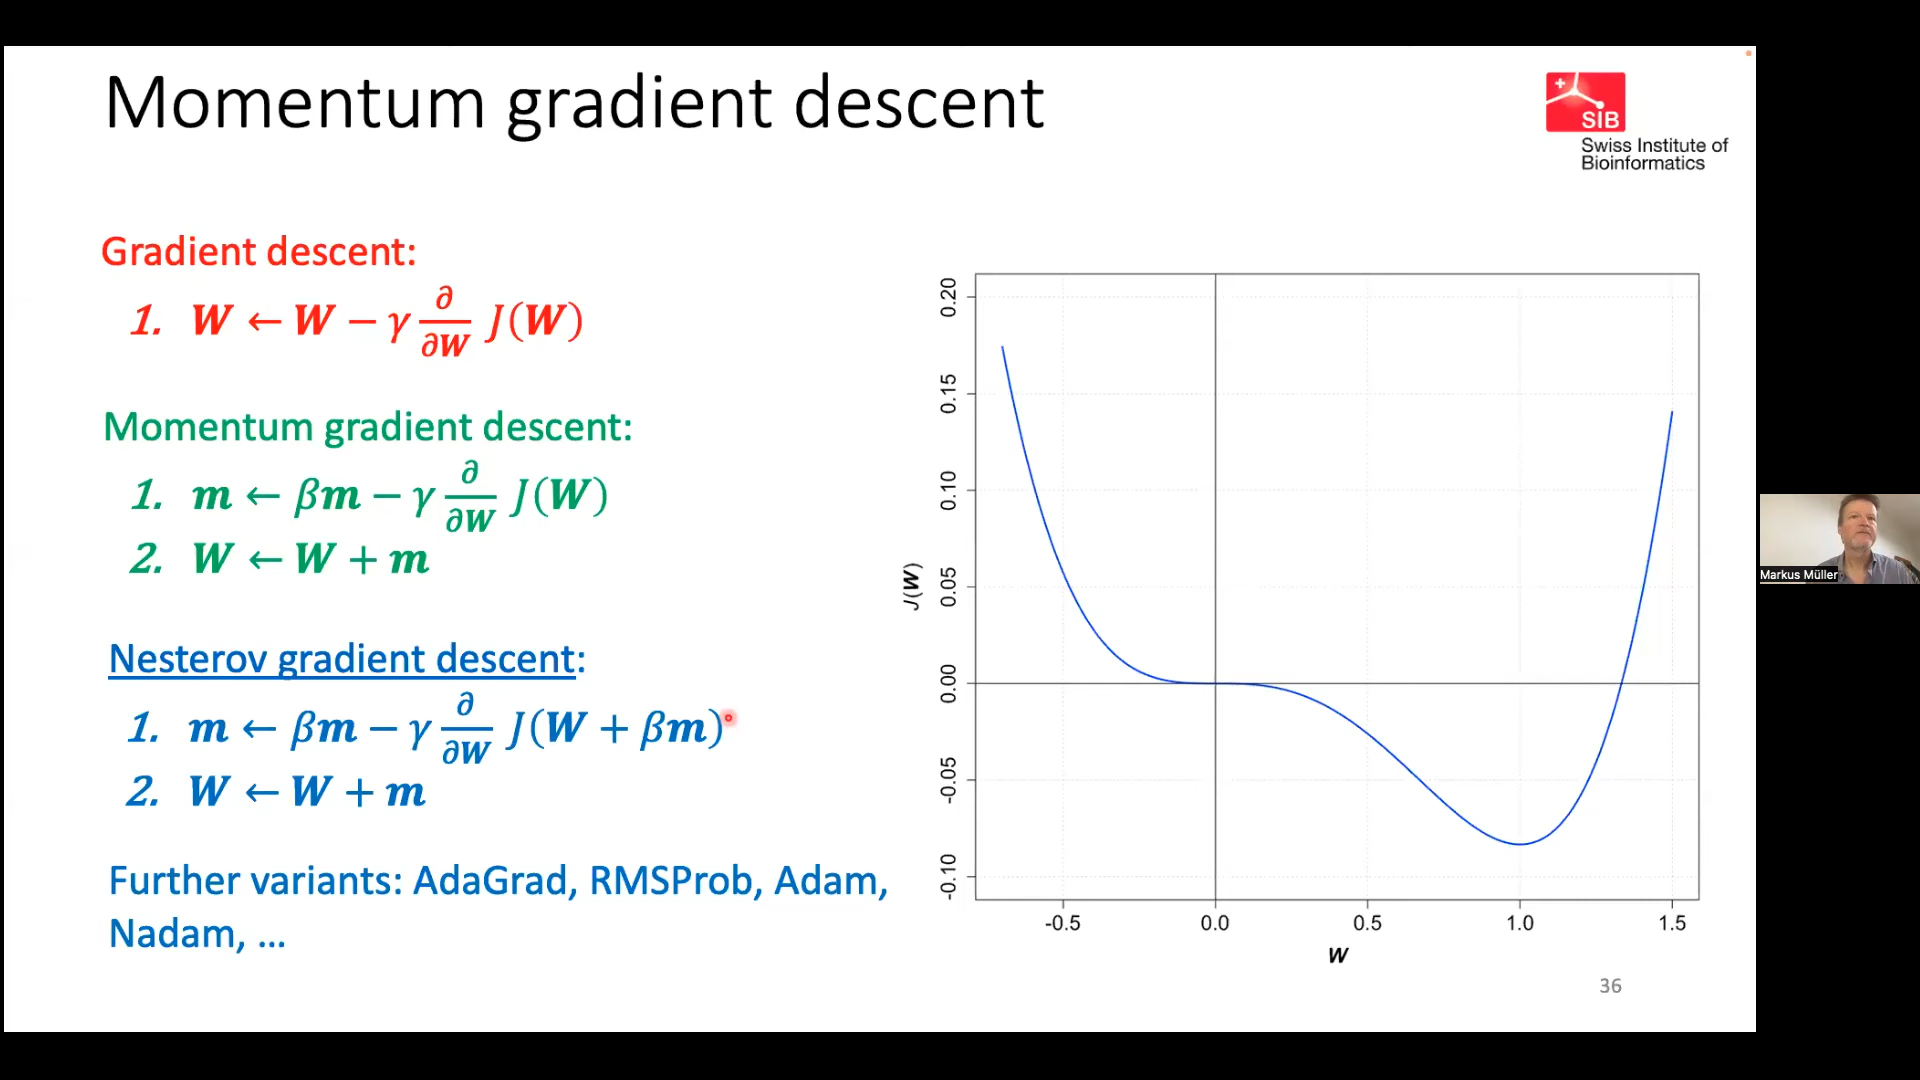 Momentum gradient descent
SIB
Swiss Institute of
Bioinformatics
Gradient descent:
1. W ← W − γ ∂/∂W J(W)
Momentum gradient descent:
1. m ← βm − γ ∂/∂W J(W)
2. W ← W + m
Nesterov gradient descent:
1. m ← βm − γ ∂/∂W J(W + βm)
2. W ← W + m
Further variants: AdaGrad, RMSProb, Adam,
Nadam, ...
J(W)
0.20
0.15
0.10
0.05
0.00
-0.05
-0.10
-0.5 0.0 0.5 1.0 1.5
W
36
Markus Müller